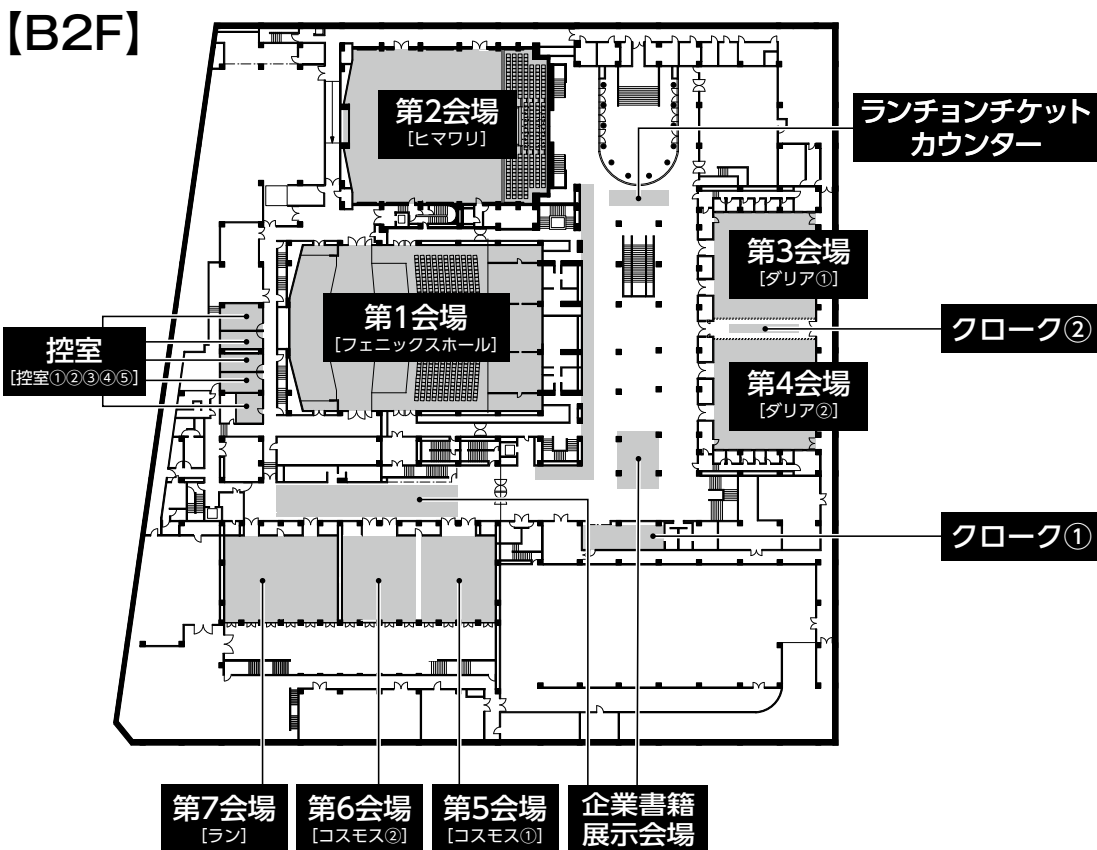 【B2F】
第2会場
[ヒマワリ]
ランチョンチケット
カウンター
第3会場
[ダリア①]
第1会場
[フェニックスホール]
クローク②
控室
[控室①②③④⑤]
第4会場
[ダリア②]
クローク①
第7会場
[ラン]
第6会場
[コスモス②]
第5会場
[コスモス①]
企業書籍
展示会場